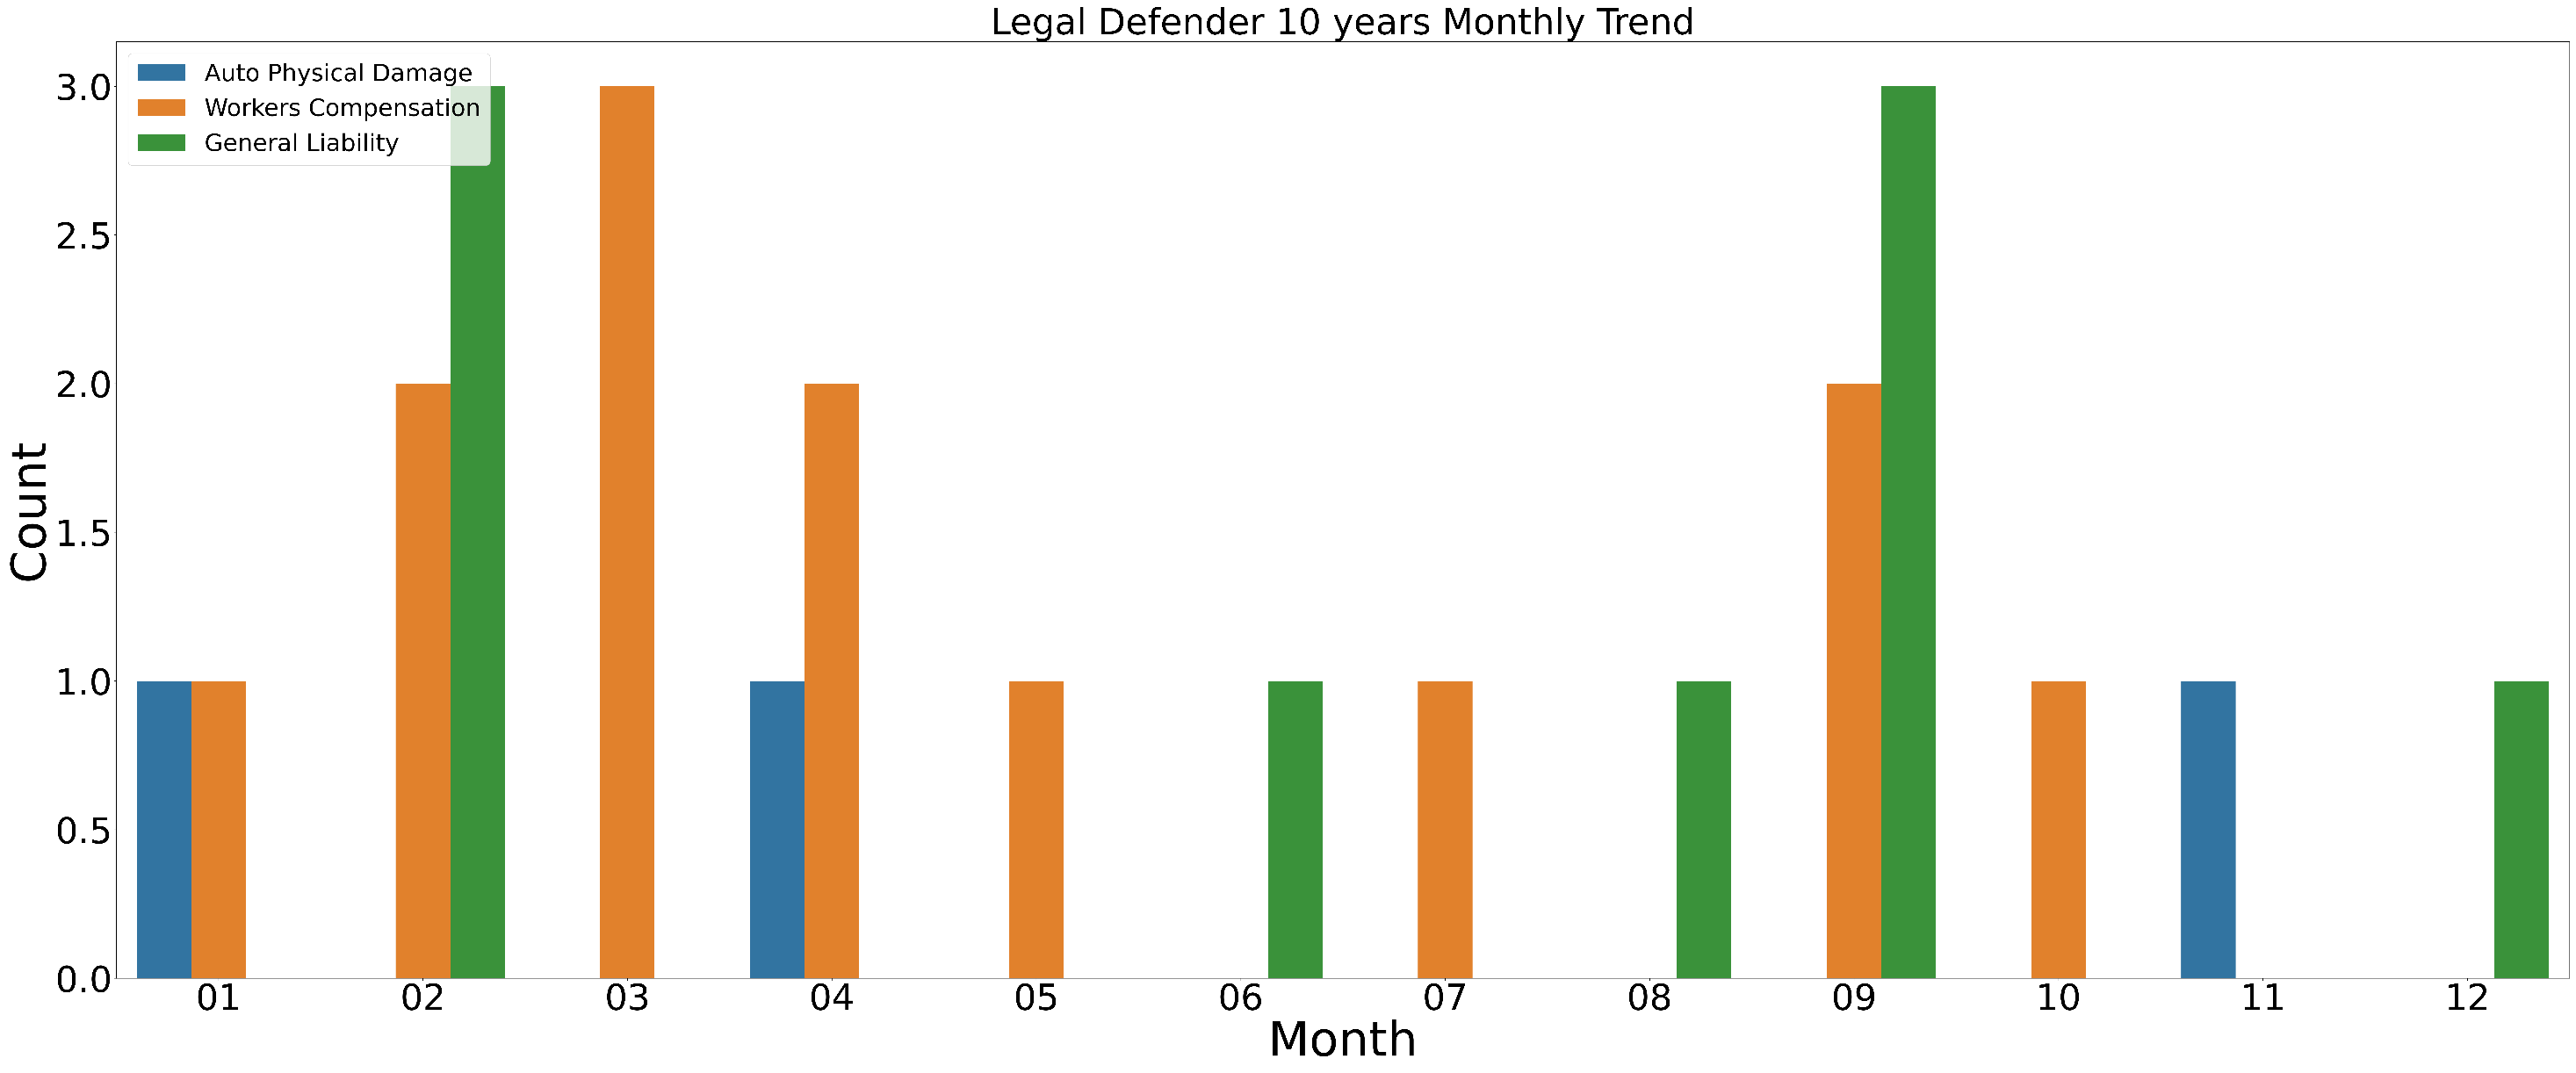 Legal Defender 10 years Monthly Trend
Auto Physical Damage
Workers Compensation
General Liability
3.0
2.5
2.0
1.5
1.0
0.5
0.0
Count
01 02 03 04 05 06 07 08 09 10 11 12
Month